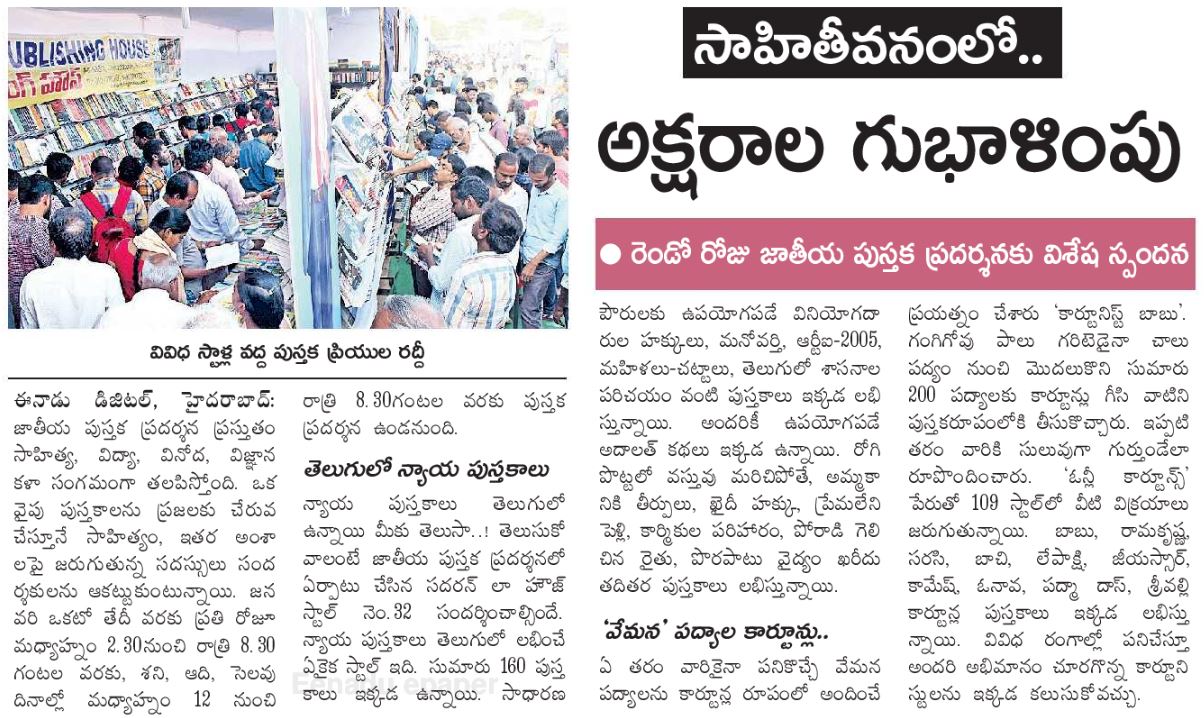 సాహితీవనంలో..
అక్షరాల గుభాళింపు
● రెండో రోజు జాతీయ పుస్తక ప్రదర్శనకు విశేష స్పందన
UBLISHING HOUSE
వివిధ స్టాళ్ల వద్ద పుస్తక ప్రియుల రద్దీ
ఈనాడు డిజిటల్, హైదరాబాద్:
జాతీయ పుస్తక ప్రదర్శన ప్రస్తుతం
సాహిత్య, విద్యా, వినోద, విజ్ఞాన
కళా సంగమంగా తలపిస్తోంది. ఒక
వైపు పుస్తకాలను ప్రజలకు చేరువ
చేస్తూనే సాహిత్యం, ఇతర అంశా
లపై జరుగుతున్న సదస్సులు సంద
ర్శకులను ఆకట్టుకుంటున్నాయి. జన
వరి ఒకటో తేదీ వరకు ప్రతి రోజూ
మధ్యాహ్నం 2.30నుంచి రాత్రి 8.30
గంటల వరకు, శని, ఆది, సెలవు
దినాల్లో మధ్యాహ్నం 12 నుంచి
రాత్రి 8.30గంటల వరకు పుస్తక
ప్రదర్శన ఉండనుంది.
తెలుగులో న్యాయ పుస్తకాలు
న్యాయ పుస్తకాలు తెలుగులో
ఉన్నాయి మీకు తెలుసా..! తెలుసుకో
వాలంటే జాతీయ పుస్తక ప్రదర్శనలో
ఏర్పాటు చేసిన సదరన్ లా హౌజ్
స్టాల్ నెం.32 సందర్శించాల్సిందే.
న్యాయ పుస్తకాలు తెలుగులో లభించే
ఏకైక స్టాల్ ఇది. సుమారు 160 పుస్త
కాలు ఇక్కడ ఉన్నాయి. సాధారణ
Eenadu epaper
పౌరులకు ఉపయోగపడే వినియోగదా
రుల హక్కులు, మనోవర్తి, ఆర్టీఐ-2005,
మహిళలు-చట్టాలు, తెలుగులో శాసనాల
పరిచయం వంటి పుస్తకాలు ఇక్కడ లభి
స్తున్నాయి. అందరికీ ఉపయోగపడే
అదాలత్ కథలు ఇక్కడ ఉన్నాయి. రోగి
పొట్టలో వస్తువు మరిచిపోతే, అమ్మకా
నికి తీర్పులు, ఖైదీ హక్కు, ప్రేమలేని
పెళ్లి, కార్మికుల పరిహారం, పోరాడి గెలి
చిన రైతు, పొరపాటు వైద్యం ఖరీదు
తదితర పుస్తకాలు లభిస్తున్నాయి.
‘వేమన’ పద్యాల కార్టూన్లు..
ఏ తరం వారికైనా పనికొచ్చే వేమన
పద్యాలను కార్టూన్ల రూపంలో అందించే
ప్రయత్నం చేశారు ‘కార్టూనిస్ట్ బాబు’.
గంగిగోవు పాలు గరిటెడైనా చాలు
పద్యం నుంచి మొదలుకొని సుమారు
200 పద్యాలకు కార్టూన్లు గీసి వాటిని
పుస్తకరూపంలోకి తీసుకొచ్చారు. ఇప్పటి
తరం వారికి సులువుగా గుర్తుండేలా
రూపొందించారు. ‘ఓన్లీ కార్టూన్స్’
పేరుతో 109 స్టాల్‌లో వీటి విక్రయాలు
జరుగుతున్నాయి. బాబు, రామకృష్ణ,
సరసి, బాచి, లేపాక్షి, జీయస్సార్,
కామేష్, ఓనావ, పద్మా దాస్, శ్రీవల్లి
కార్టూన్ల పుస్తకాలు ఇక్కడ లభిస్తు
న్నాయి. వివిధ రంగాల్లో పనిచేస్తూ
అందరి అభిమానం చూరగొన్న కార్టూని
స్టులను ఇక్కడ కలుసుకోవచ్చు.